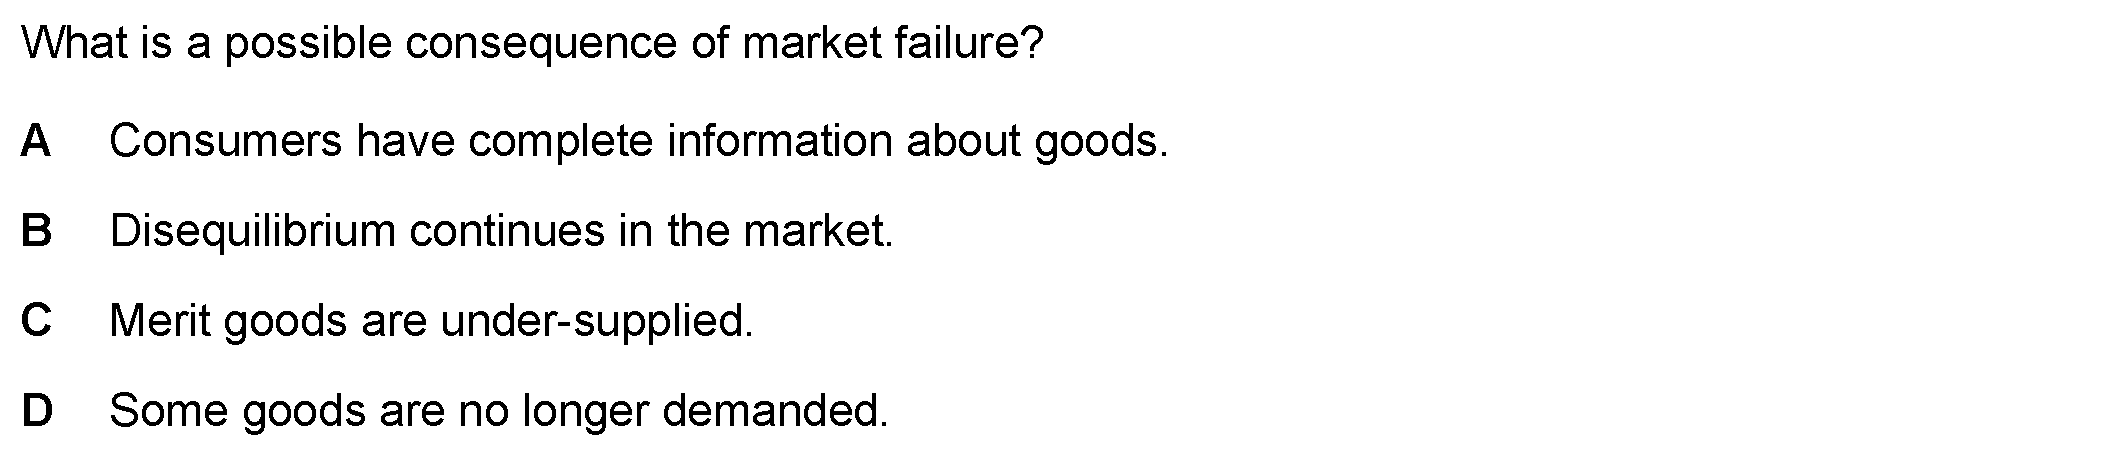 What is a possible consequence of market failure?
A Consumers have complete information about goods.
B Disequilibrium continues in the market.
C Merit goods are under-supplied.
D Some goods are no longer demanded.